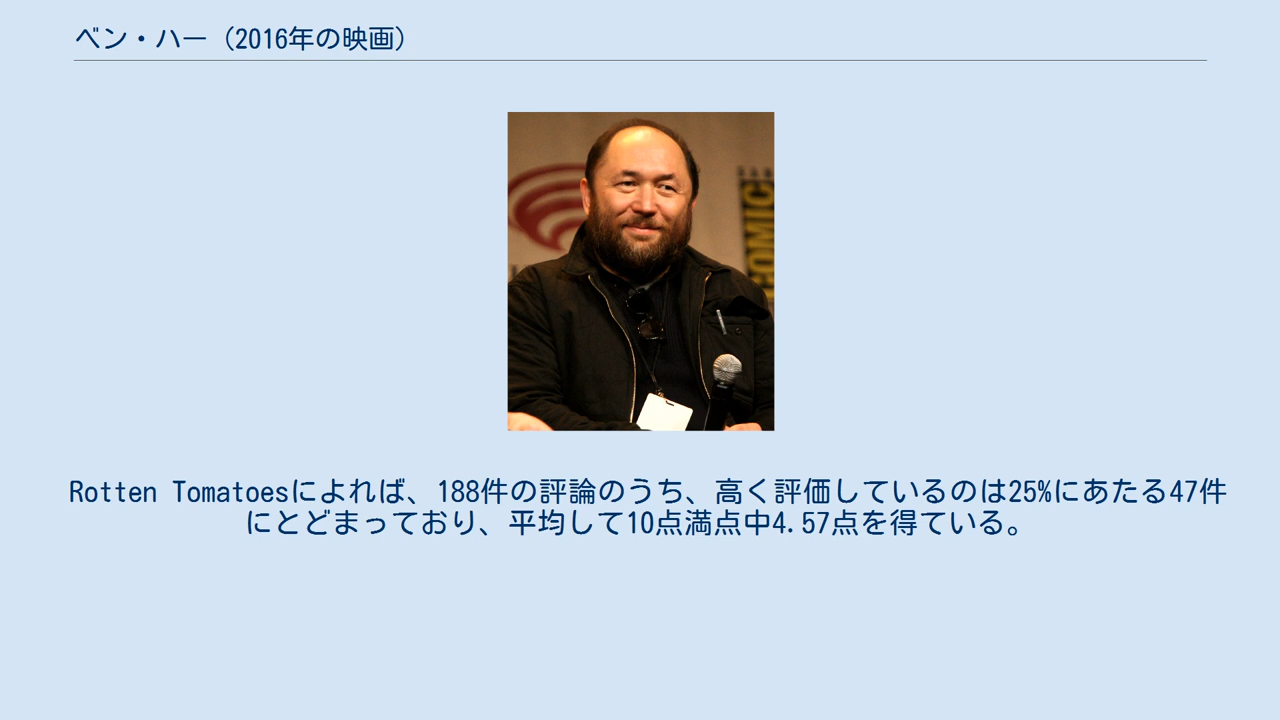 ベン・ハー（2016年の映画）
COMIC
Rotten Tomatoesによれば、188件の評論のうち、高く評価しているのは25%にあたる47件
にとどまっており、平均して10点満点中4.57点を得ている。